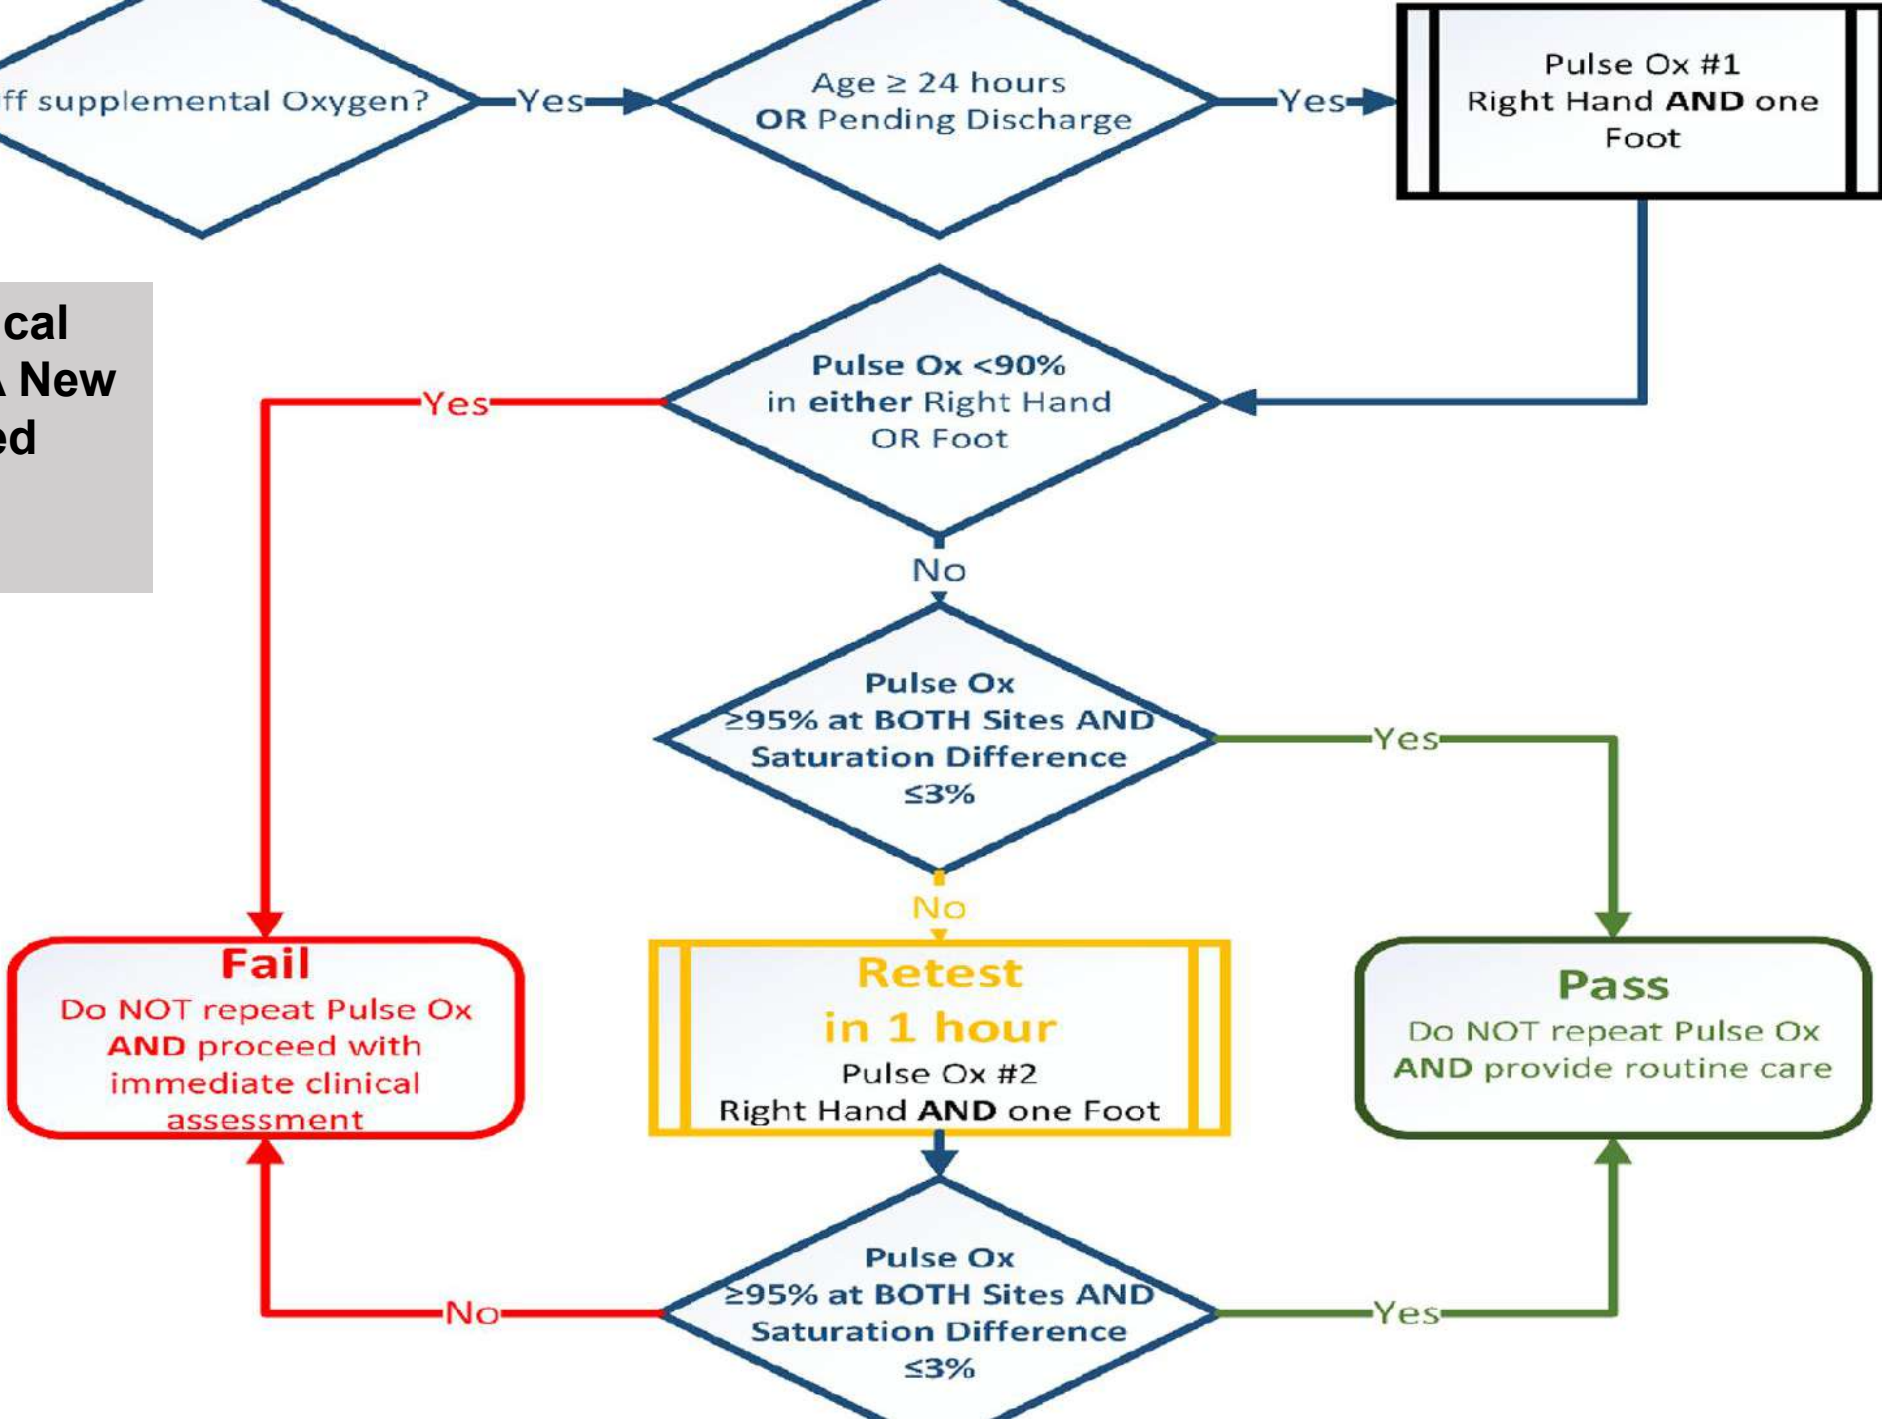 supplemental Oxygen?
Yes
Age ≥ 24 hours
OR Pending Discharge
Yes
Pulse Ox #1
Right Hand AND one
Foot
New
Pulse Ox <90%
in either Right Hand
OR Foot
Yes
No
Pulse Ox
≥95% at BOTH Sites AND
Saturation Difference
≤3%
Yes
No
Fail
Do NOT repeat Pulse Ox
AND proceed with
immediate clinical
assessment
Retest
in 1 hour
Pulse Ox #2
Right Hand AND one Foot
Pass
Do NOT repeat Pulse Ox
AND provide routine care
No
Pulse Ox
≥95% at BOTH Sites AND
Saturation Difference
≤3%
Yes